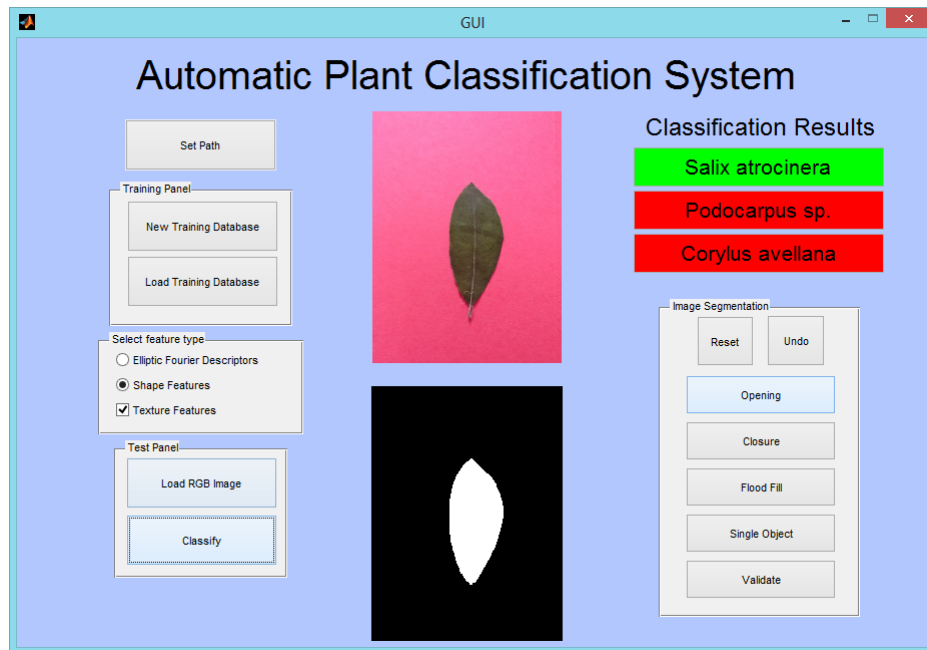 GUI
Automatic Plant Classification System
Set Path
Training Panel
New Training Database
Load Training Database
Select feature type
Elliptic Fourier Descriptors
Shape Features
Texture Features
Test Panel
Load RGB Image
Classify
Classification Results
Salix atrocinera
Podocarpus sp.
Corylus avellana
Image Segmentation
Reset Undo
Opening
Closure
Flood Fill
Single Object
Validate